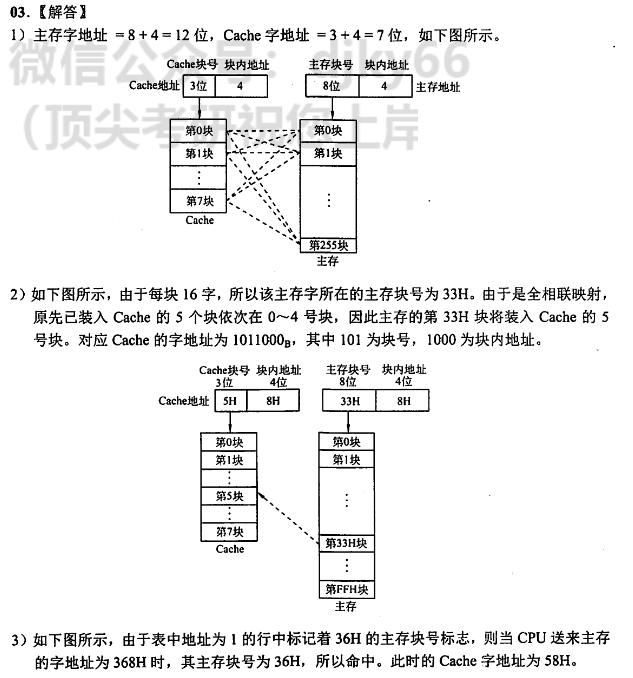 03.【解答】
1）主存字地址 =8+4=12 位，Cache 字地址 =3+4=7 位，如下图所示。
微信公众号：djky66
（顶尖考研祝您上岸
Cache块号 块内地址 主存块号 块内地址
Cache地址 3位 4 8位 4 主存地址
第0块 第0块
第1块 第1块
⋮
第7块 ⋮
Cache
第255块
主存
2）如下图所示，由于每块 16 字，所以该主存字所在的主存块号为 33H。由于是全相联映射，
原先已装入 Cache 的 5 个块依次在 0～4 号块，因此主存的第 33H 块将装入 Cache 的 5
号块。对应 Cache 的字地址为 1011000B，其中 101 为块号，1000 为块内地址。
Cache块号 块内地址 主存块号 块内地址
3位 4位 8位 4位
Cache地址 5H 8H 33H 8H
第0块 第0块
第1块 第1块
⋮
第5块 ⋮
⋮
第7块 第33H块
Cache ⋮
第FFH块
主存
3）如下图所示，由于表中地址为 1 的行中标记着 36H 的主存块号标志，则当 CPU 送来主存
的字地址为 368H 时，其主存块号为 36H，所以命中。此时的 Cache 字地址为 58H。